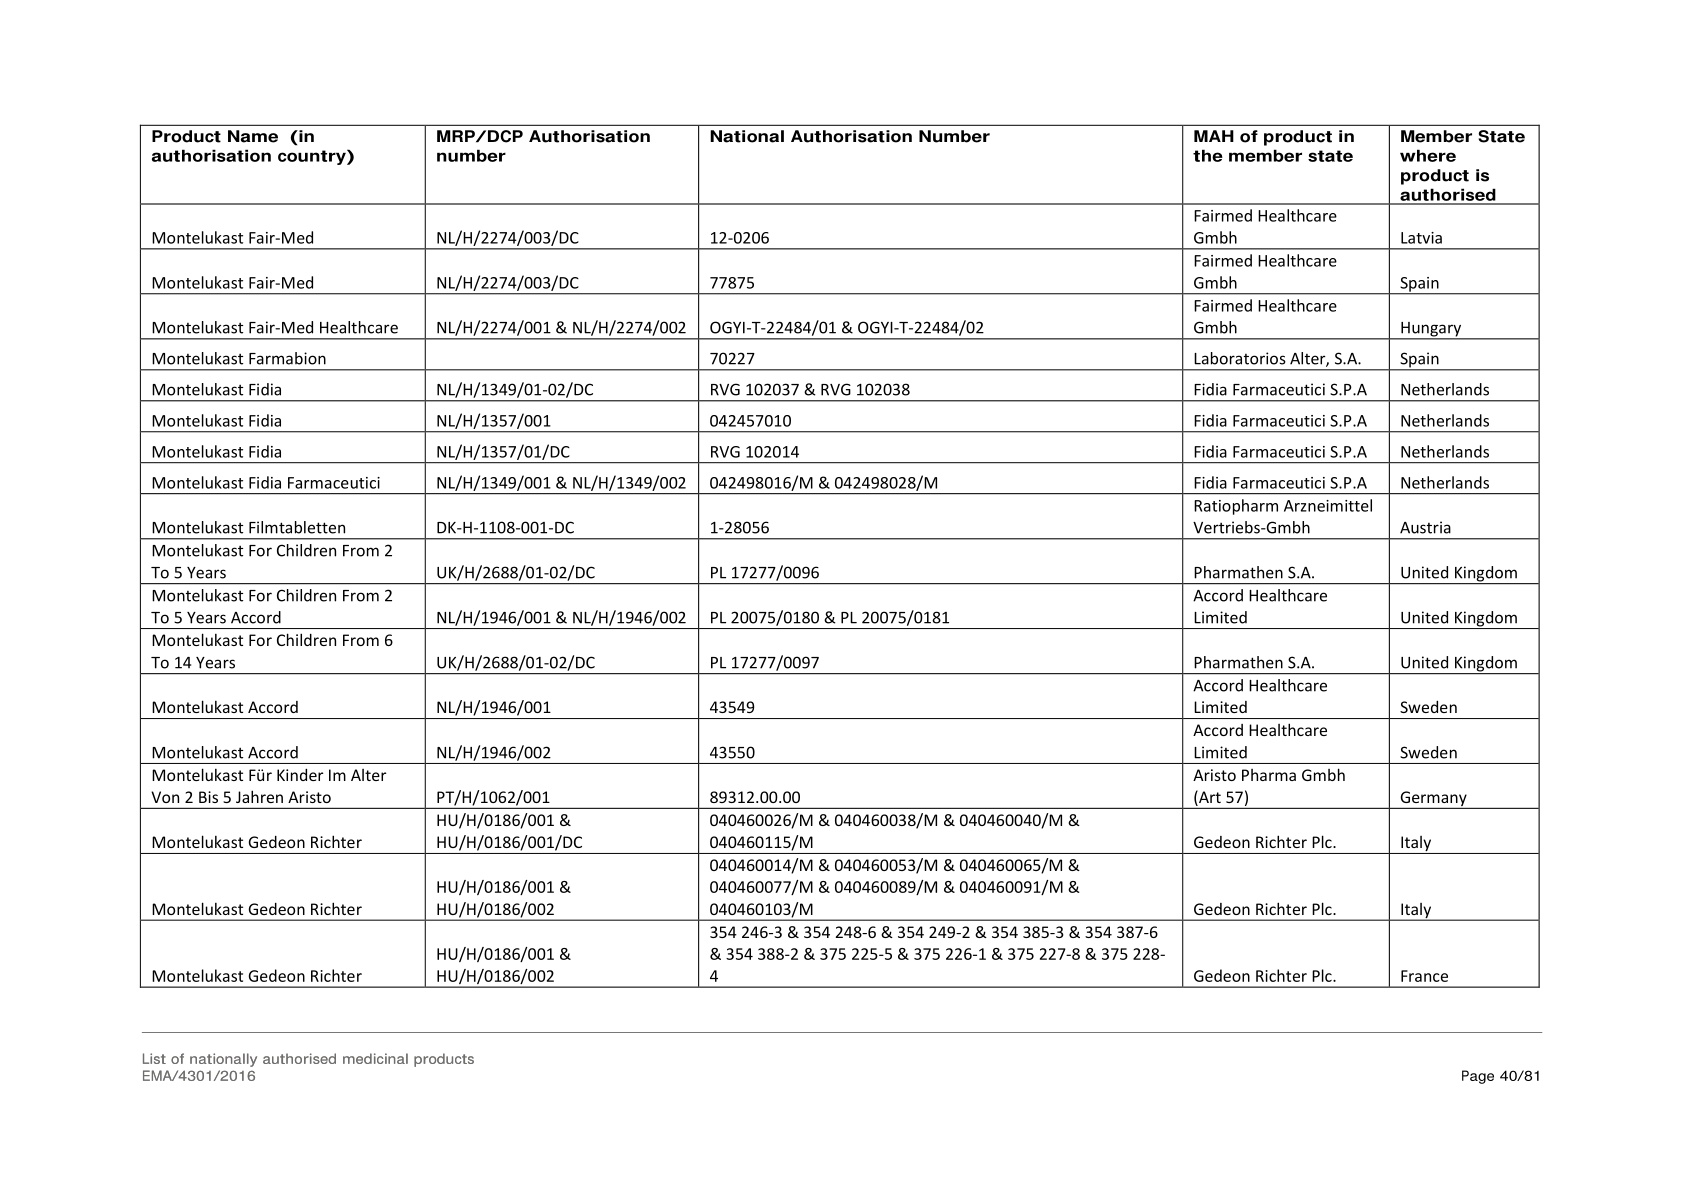 Product Name  (in
authorisation country)
MRP/DCP Authorisation
number
National Authorisation Number
MAH of product in
the member state
Member State
where
product is
authorised
Montelukast Fair-Med
NL/H/2274/003/DC
12-0206
Fairmed Healthcare
Gmbh
Latvia
Montelukast Fair-Med
NL/H/2274/003/DC
77875
Fairmed Healthcare
Gmbh
Spain
Montelukast Fair-Med Healthcare
NL/H/2274/001 & NL/H/2274/002
OGYI-T-22484/01 & OGYI-T-22484/02
Fairmed Healthcare
Gmbh
Hungary
Montelukast Farmabion
70227
Laboratorios Alter, S.A.
Spain
Montelukast Fidia
NL/H/1349/01-02/DC
RVG 102037 & RVG 102038
Fidia Farmaceutici S.P.A
Netherlands
Montelukast Fidia
NL/H/1357/001
042457010
Fidia Farmaceutici S.P.A
Netherlands
Montelukast Fidia
NL/H/1357/01/DC
RVG 102014
Fidia Farmaceutici S.P.A
Netherlands
Montelukast Fidia Farmaceutici
NL/H/1349/001 & NL/H/1349/002
042498016/M & 042498028/M
Fidia Farmaceutici S.P.A
Netherlands
Montelukast Filmtabletten
DK-H-1108-001-DC
1-28056
Ratiopharm Arzneimittel
Vertriebs-Gmbh
Austria
Montelukast For Children From 2
To 5 Years
UK/H/2688/01-02/DC
PL 17277/0096
Pharmathen S.A.
United Kingdom
Montelukast For Children From 2
To 5 Years Accord
NL/H/1946/001 & NL/H/1946/002
PL 20075/0180 & PL 20075/0181
Accord Healthcare
Limited
United Kingdom
Montelukast For Children From 6
To 14 Years
UK/H/2688/01-02/DC
PL 17277/0097
Pharmathen S.A.
United Kingdom
Montelukast Accord
NL/H/1946/001
43549
Accord Healthcare
Limited
Sweden
Montelukast Accord
NL/H/1946/002
43550
Accord Healthcare
Limited
Sweden
Montelukast Für Kinder Im Alter
Von 2 Bis 5 Jahren Aristo
PT/H/1062/001
89312.00.00
Aristo Pharma Gmbh
(Art 57)
Germany
Montelukast Gedeon Richter
HU/H/0186/001 &
HU/H/0186/001/DC
040460026/M & 040460038/M & 040460040/M &
040460115/M
Gedeon Richter Plc.
Italy
Montelukast Gedeon Richter
HU/H/0186/001 &
HU/H/0186/002
040460014/M & 040460053/M & 040460065/M &
040460077/M & 040460089/M & 040460091/M &
040460103/M
Gedeon Richter Plc.
Italy
Montelukast Gedeon Richter
HU/H/0186/001 &
HU/H/0186/002
354 246-3 & 354 248-6 & 354 249-2 & 354 385-3 & 354 387-6
& 354 388-2 & 375 225-5 & 375 226-1 & 375 227-8 & 375 228-
4
Gedeon Richter Plc.
France
List of nationally authorised medicinal products
EMA/4301/2016
Page 40/81